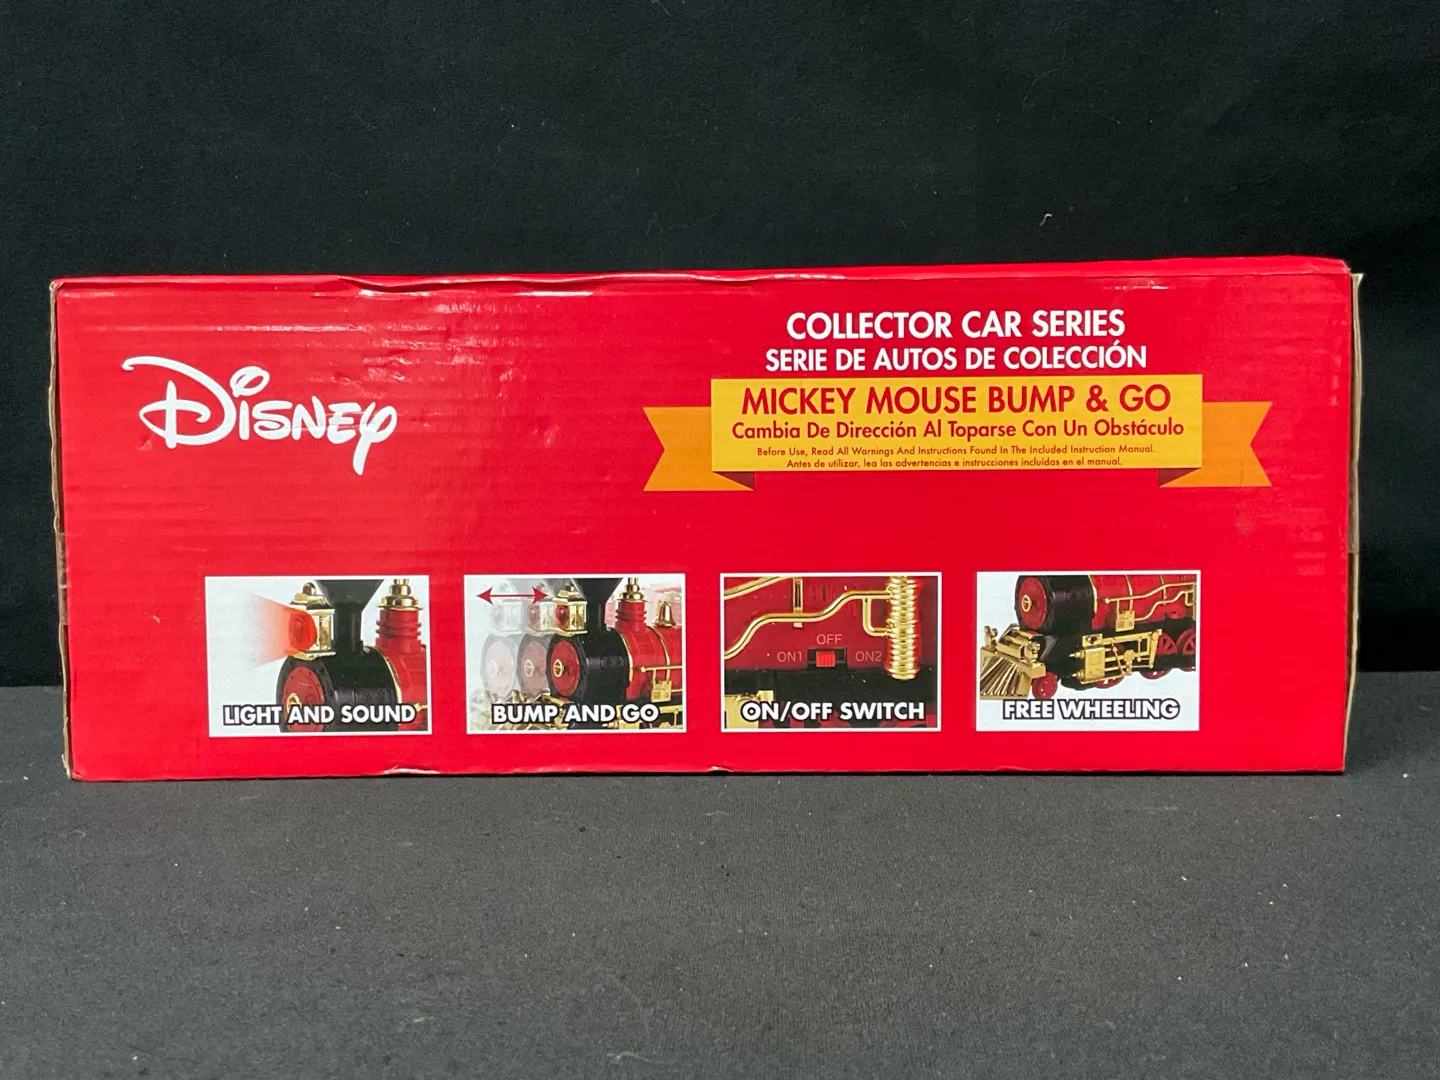 Disney
COLLECTOR CAR SERIES
SERIE DE AUTOS DE COLECCIÓN
MICKEY MOUSE BUMP & GO
Cambia De Dirección Al Toparse Con Un Obstáculo
Before Use, Read All Warnings And Instructions Found In The Included Instruction Manual.
Antes de utilizar, lea las advertencias e instrucciones incluídas en el manual.
LIGHT AND SOUND
BUMP AND GO
OFF
ON1 ON2
ON/OFF SWITCH
FREE WHEELING